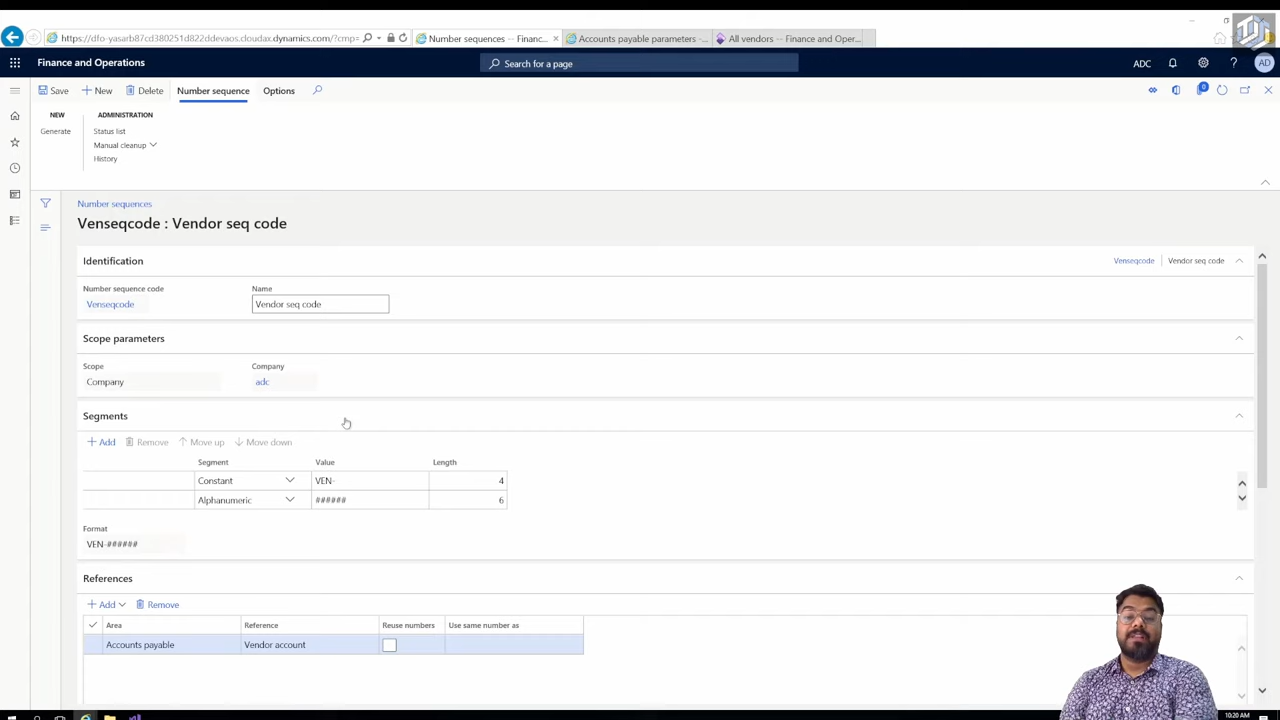 https://dfo-yasarb87cd380251d822ddevaos.cloudax.dynamics.com/?cmp=
Number sequences -- Financ...
Accounts payable parameters -...
All vendors -- Finance and Oper...
Finance and Operations
Search for a page
ADC
?
AD
Save
New
Delete
Number sequence
Options
0
NEW
Generate
ADMINISTRATION
Status list
Manual cleanup
History
Number sequences
Venseqcode : Vendor seq code
Identification
Venseqcode
Vendor seq code
Number sequence code
Name
Venseqcode
Vendor seq code
Scope parameters
Scope
Company
Company
adc
Segments
Add
Remove
Move up
Move down
Segment
Value
Length
Constant
VEN-
4
Alphanumeric
######
6
Format
VEN-######
References
Add
Remove
Area
Reference
Reuse numbers
Use same number as
Accounts payable
Vendor account
10:20 AM